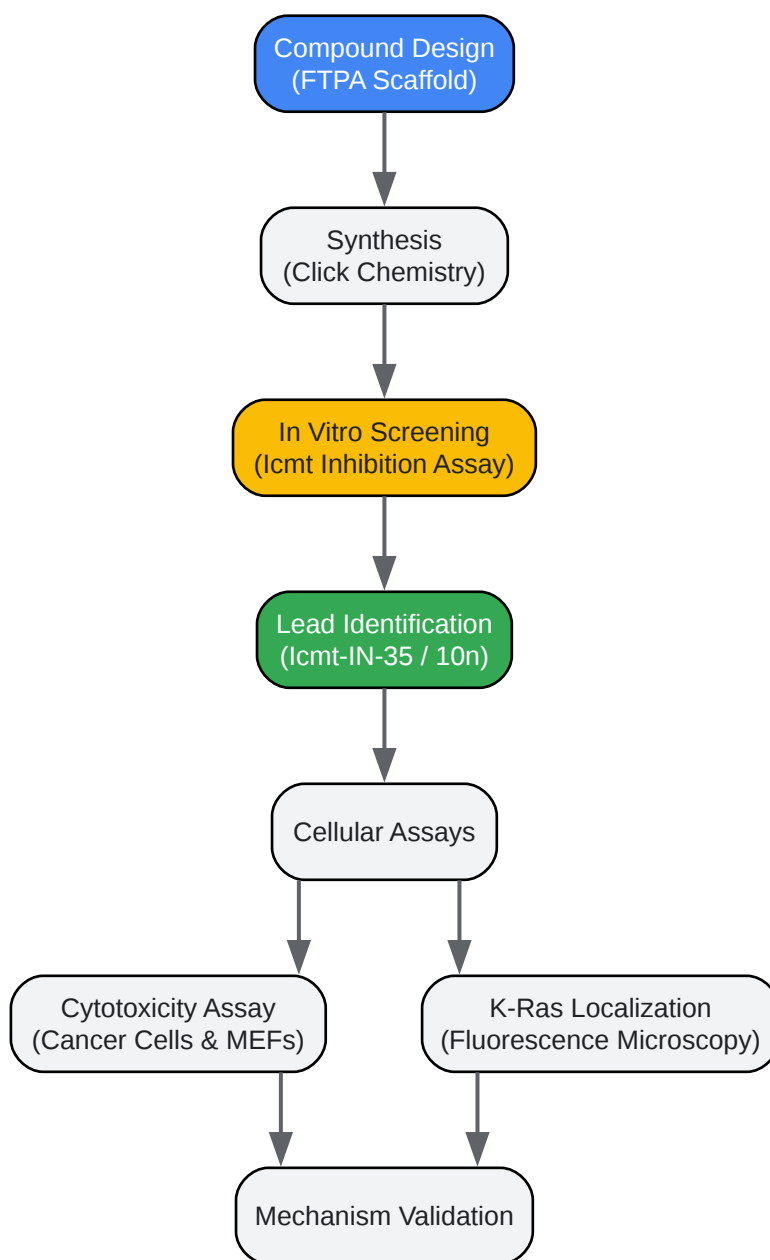 Compound Design
(FTPA Scaffold)
Synthesis
(Click Chemistry)
In Vitro Screening
(Icmt Inhibition Assay)
Lead Identification
(Icmt-IN-35 / 10n)
Cellular Assays
Cytotoxicity Assay
(Cancer Cells & MEFs)
K-Ras Localization
(Fluorescence Microscopy)
Mechanism Validation